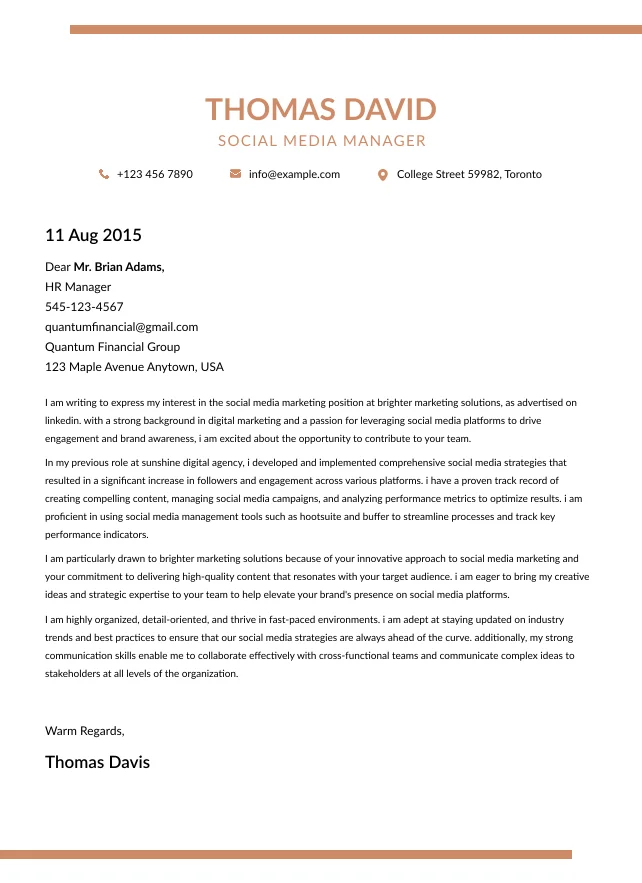 THOMAS DAVID
SOCIAL MEDIA MANAGER
+123 456 7890 info@example.com College Street 59982, Toronto
11 Aug 2015
Dear Mr. Brian Adams,
HR Manager
545-123-4567
quantumfinancial@gmail.com
Quantum Financial Group
123 Maple Avenue Anytown, USA
I am writing to express my interest in the social media marketing position at brighter marketing solutions, as advertised on
linkedin. with a strong background in digital marketing and a passion for leveraging social media platforms to drive
engagement and brand awareness, i am excited about the opportunity to contribute to your team.
In my previous role at sunshine digital agency, i developed and implemented comprehensive social media strategies that
resulted in a significant increase in followers and engagement across various platforms. i have a proven track record of
creating compelling content, managing social media campaigns, and analyzing performance metrics to optimize results. i am
proficient in using social media management tools such as hootsuite and buffer to streamline processes and track key
performance indicators.
I am particularly drawn to brighter marketing solutions because of your innovative approach to social media marketing and
your commitment to delivering high-quality content that resonates with your target audience. i am eager to bring my creative
ideas and strategic expertise to your team to help elevate your brand's presence on social media platforms.
I am highly organized, detail-oriented, and thrive in fast-paced environments. i am adept at staying updated on industry
trends and best practices to ensure that our social media strategies are always ahead of the curve. additionally, my strong
communication skills enable me to collaborate effectively with cross-functional teams and communicate complex ideas to
stakeholders at all levels of the organization.
Warm Regards,
Thomas Davis